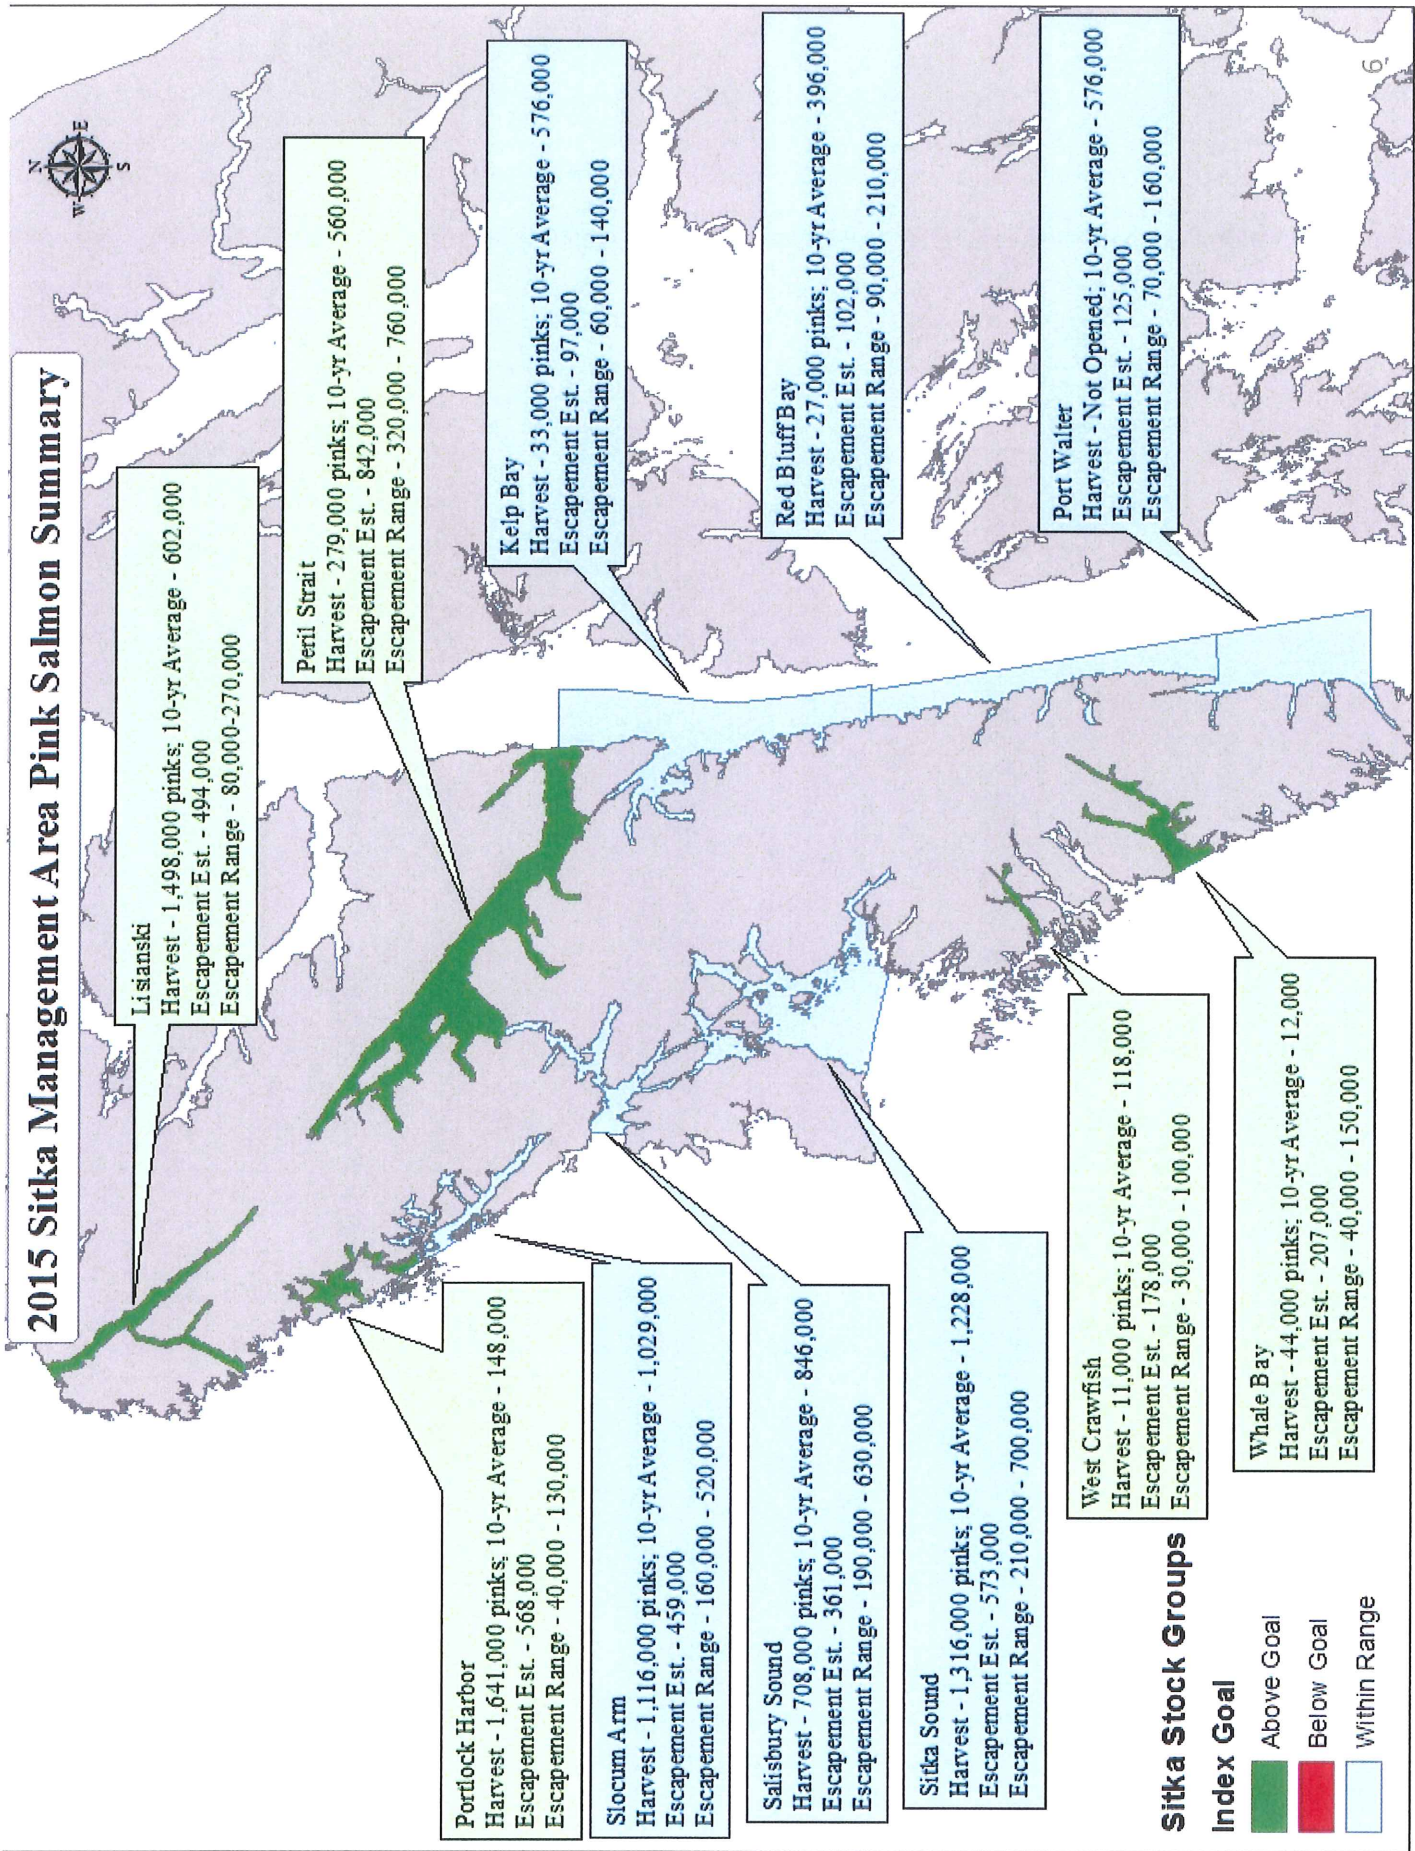 2015 Sitka Management Area Pink Salmon Summary
N
W
E
S
Lisianski
Harvest - 1,498,000 pinks; 10-yr Average - 602,000
Escapement Est. - 494,000
Escapement Range - 80,000-270,000
Peril Strait
Harvest - 279,000 pinks; 10-yr Average - 560,000
Escapement Est. - 842,000
Escapement Range - 320,000 - 760,000
Kelp Bay
Harvest - 33,000 pinks; 10-yr Average - 576,000
Escapement Est. - 97,000
Escapement Range - 60,000 - 140,000
Red Bluff Bay
Harvest - 27,000 pinks; 10-yr Average - 396,000
Escapement Est. - 102,000
Escapement Range - 90,000 - 210,000
Port Walter
Harvest - Not Opened; 10-yr Average - 576,000
Escapement Est. - 125,000
Escapement Range - 70,000 - 160,000
Portlock Harbor
Harvest - 1,641,000 pinks; 10-yr Average - 148,000
Escapement Est. - 568,000
Escapement Range - 40,000 - 130,000
Slocum Arm
Harvest - 1,116,000 pinks; 10-yr Average - 1,029,000
Escapement Est. - 459,000
Escapement Range - 160,000 - 520,000
Salisbury Sound
Harvest - 708,000 pinks; 10-yr Average - 846,000
Escapement Est. - 361,000
Escapement Range - 190,000 - 630,000
Sitka Sound
Harvest - 1,316,000 pinks; 10-yr Average - 1,228,000
Escapement Est. - 573,000
Escapement Range - 210,000 - 700,000
West Crawfish
Harvest - 11,000 pinks; 10-yr Average - 118,000
Escapement Est. - 178,000
Escapement Range - 30,000 - 100,000
Whale Bay
Harvest - 44,000 pinks; 10-yr Average - 12,000
Escapement Est. - 207,000
Escapement Range - 40,000 - 150,000
Sitka Stock Groups
Index Goal
Above Goal
Below Goal
Within Range
6